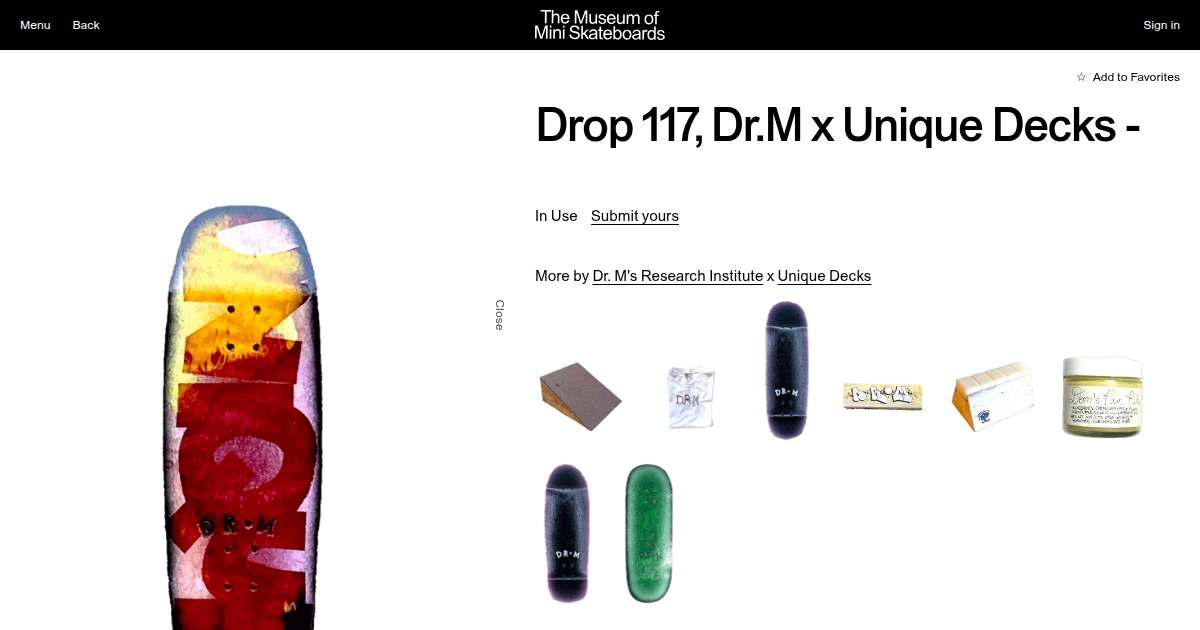 Menu
Back
The Museum of
Mini Skateboards
Sign in
☆ Add to Favorites
Drop 117, Dr.M x Unique Decks -
In Use Submit yours
More by Dr. M's Research Institute x Unique Decks
Close
DR•M
DR M
DR•M
DR•M